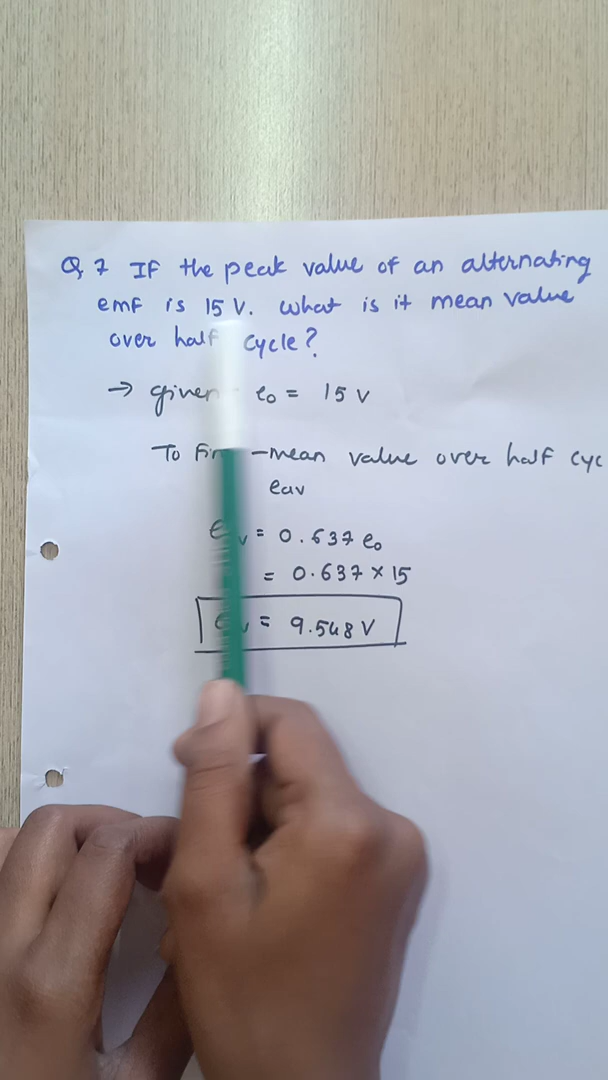 Q 7 If the peak value of an alternating
emf is 15 V. what is it mean value
over half cycle?
→ given e₀ = 15 V
To mean value over half cyc
eav
= 0.637 e₀
= 0.637 × 15
= 9.548 V